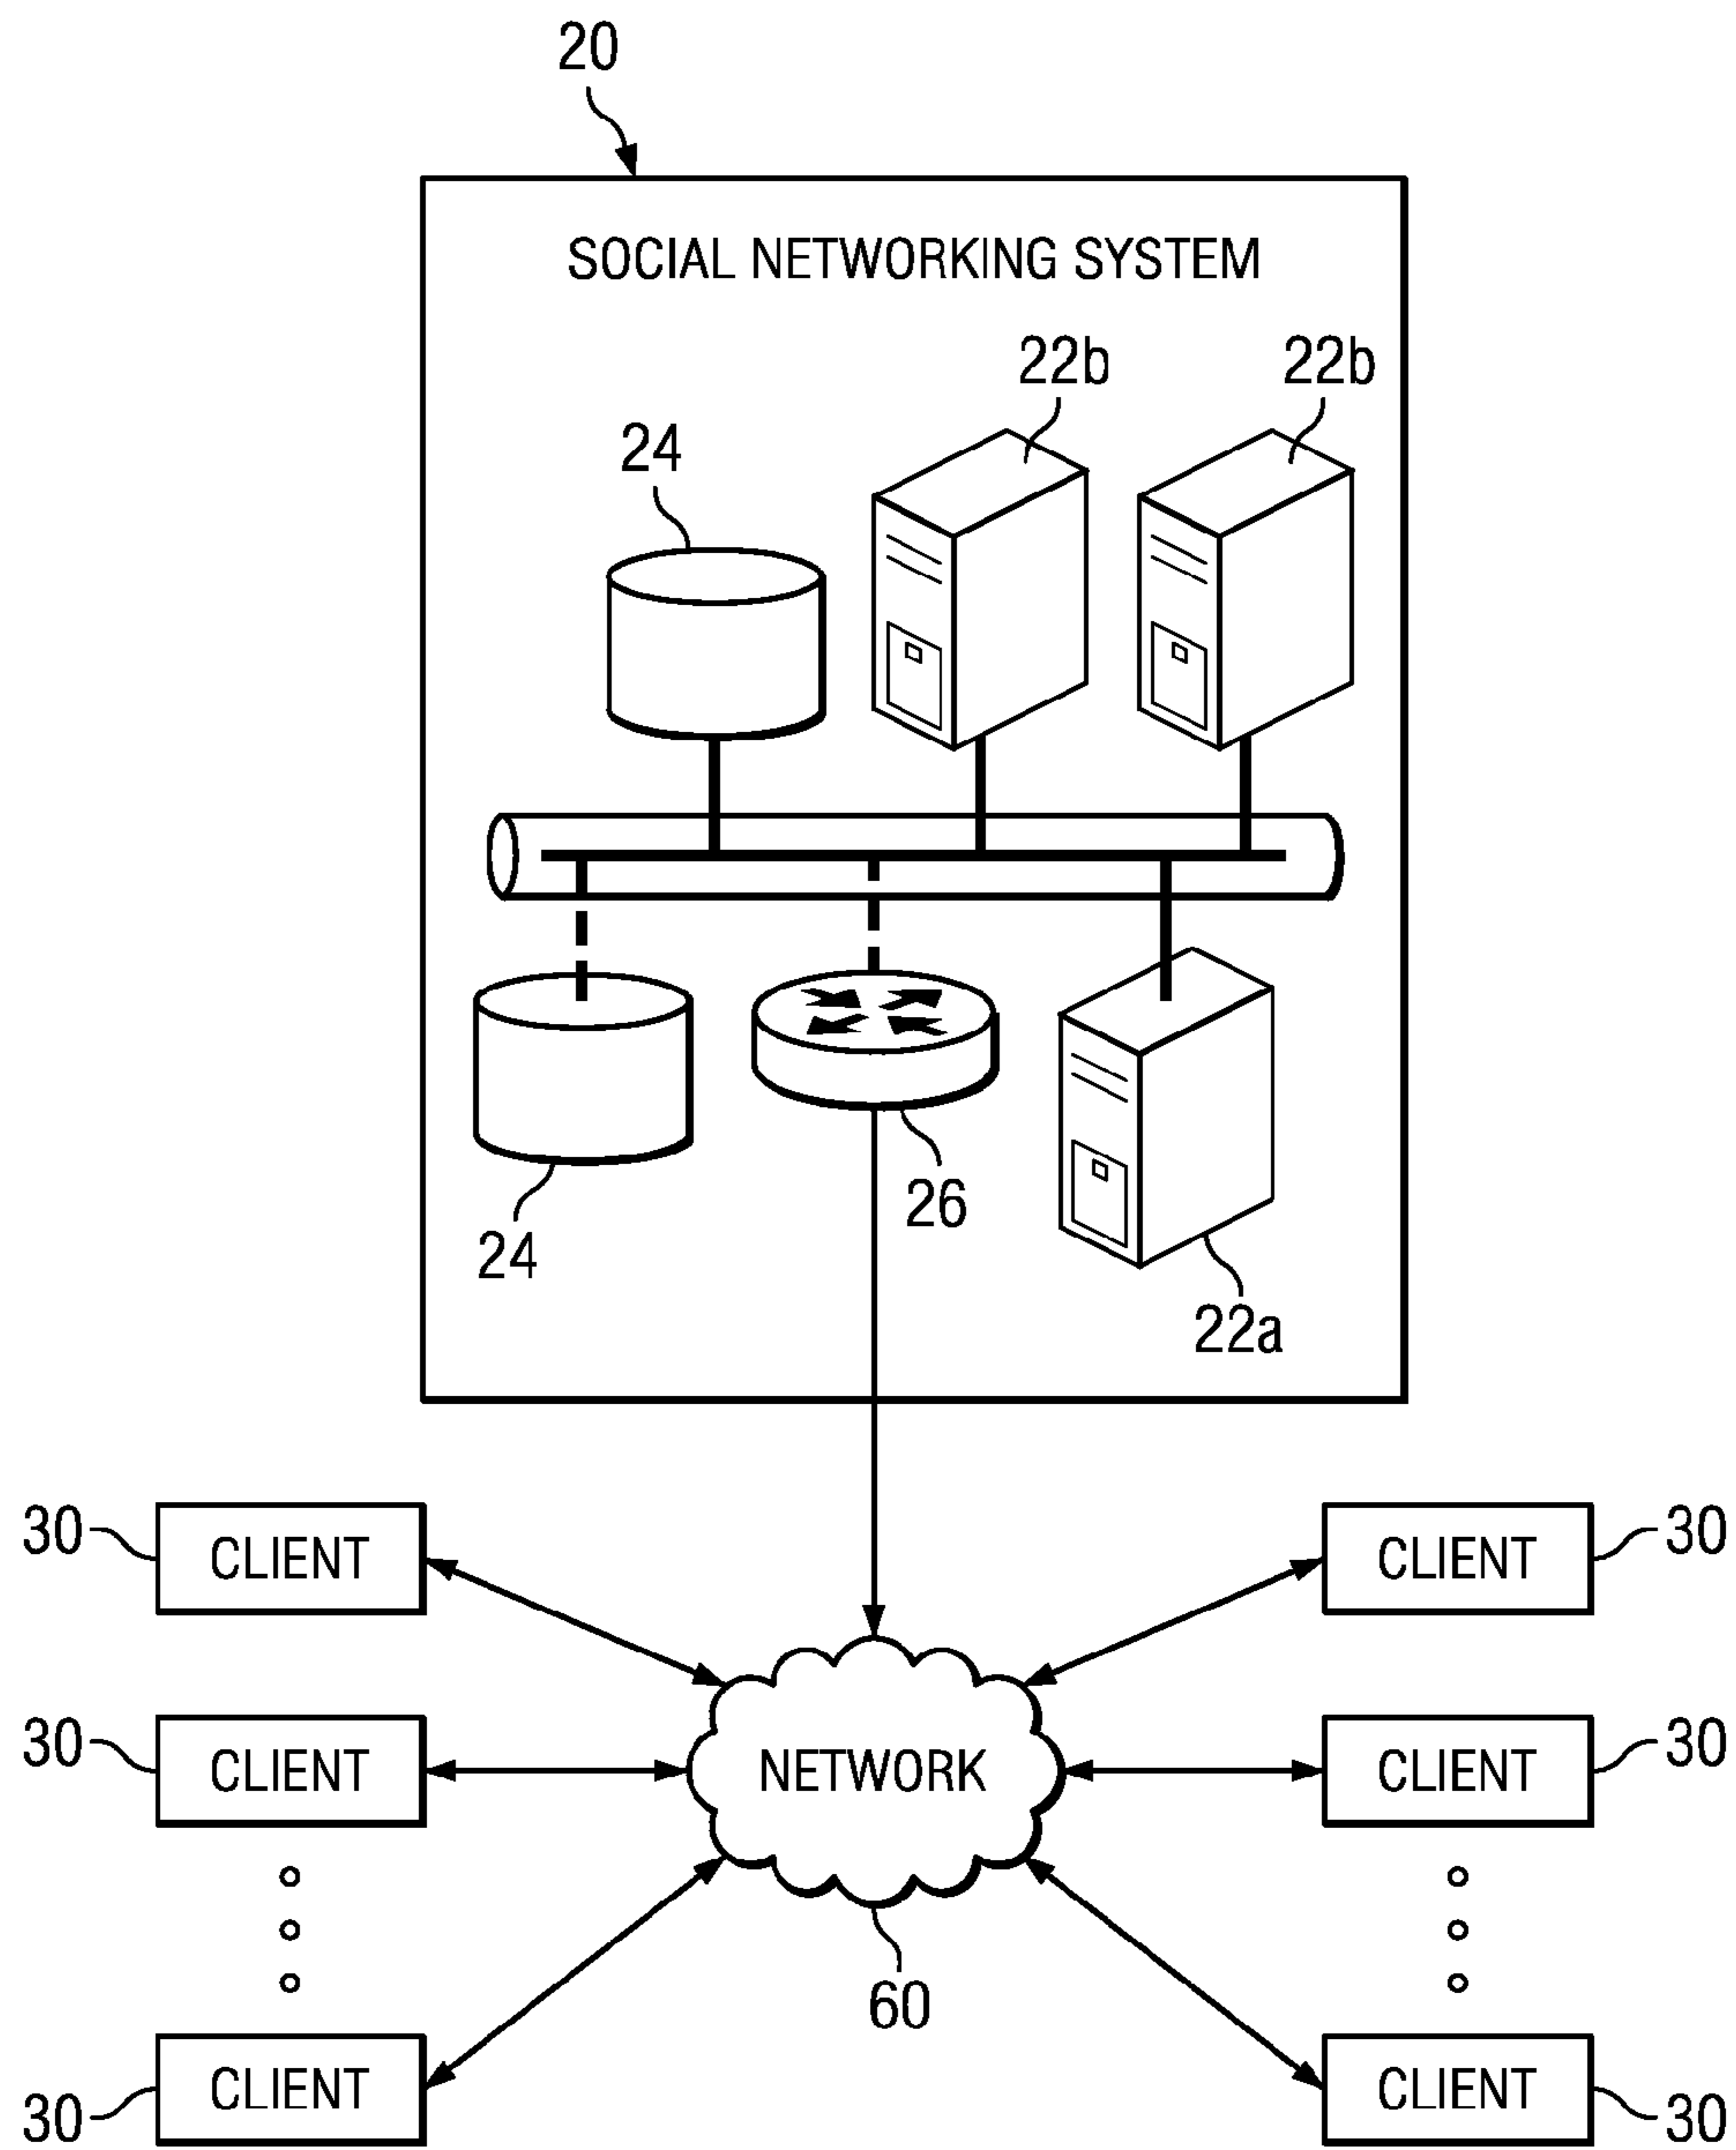 20
SOCIAL NETWORKING SYSTEM
22b 22b
24
26
24
22a
30 CLIENT CLIENT 30
30 CLIENT NETWORK CLIENT 30
60
30 CLIENT CLIENT 30